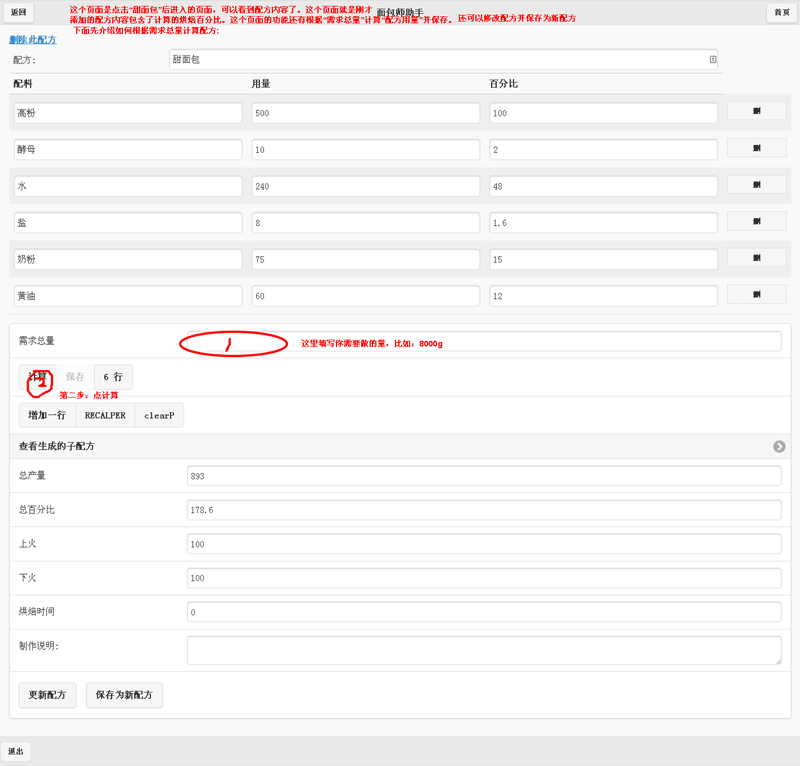 返回
这个页面是点击“甜面包”后进入的页面，可以看到配方内容了。这个页面就是刚才
面包师助手
首页
添加的配方内容包含了计算的烘焙百分比。这个页面的功能还有根据“需求总量”计算“配方用量”并保存。还可以修改配方并保存为新配方
下面先介绍如何根据需求总量计算配方：
删除此配方
配方: 甜面包
配料 用量 百分比
高粉 500 100 删
酵母 10 2 删
水 240 48 删
盐 8 1.6 删
奶粉 75 15 删
黄油 60 12 删
需求总量 1 这里填写你需要做的量，比如：8000g
计算 2 保存 6 行
第二步：点计算
增加一行 RECALPER clearP
查看生成的子配方
总产量 893
总百分比 178.6
上火 100
下火 100
烘焙时间 0
制作说明:
更新配方 保存为新配方
退出